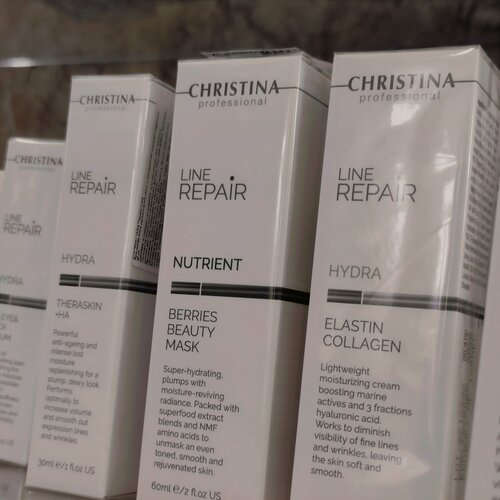 CHRISTINA
professional
LINE
REPAIR
HYDRA
CHRISTINA
professional
LINE
REPAIR
HYDRA
THERASKIN
+HA
Powerful
anti-ageing and
intense lost
moisture
replenishing for a
plump, dewy look.
Performs
optimally to
increase volume
and smooth out
expression lines
and wrinkles.
30ml e/1 fl.oz US
CHRISTINA
professional
LINE
REPAIR
NUTRIENT
BERRIES
BEAUTY
MASK
Super-hydrating,
plumps with
moisture-reviving
radiance. Packed with
superfood extract
blends and NMF
amino acids to
unmask an even
toned, smooth and
rejuvenated skin.
60ml e/2 fl.oz US
CHRISTINA
professional
LINE
REPAIR
HYDRA
ELASTIN
COLLAGEN
Lightweight
moisturizing cream
boosting marine
actives and 3 fractions
hyaluronic acid.
Works to diminish
visibility of fine lines
and wrinkles, leaving
the skin soft and
smooth.